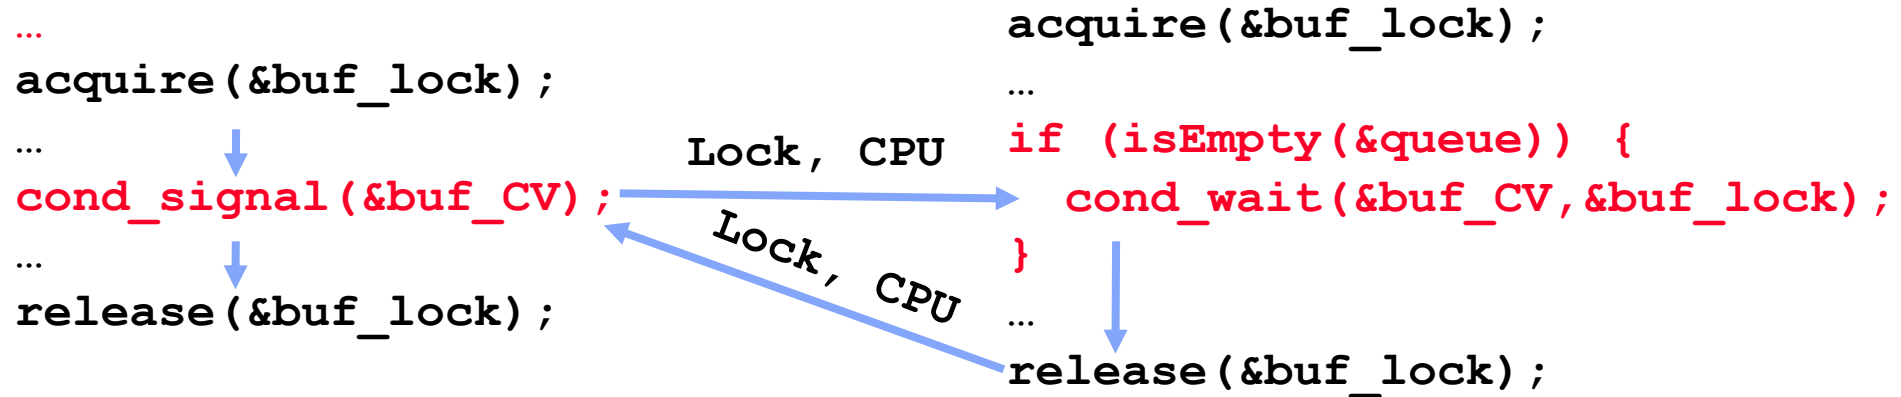 …
acquire(&buf_lock);
…
cond_signal(&buf_CV);
…
release(&buf_lock);
Lock, CPU
Lock, CPU
acquire(&buf_lock);
…
if (isEmpty(&queue)) {
cond_wait(&buf_CV,&buf_lock);
}
…
release(&buf_lock);